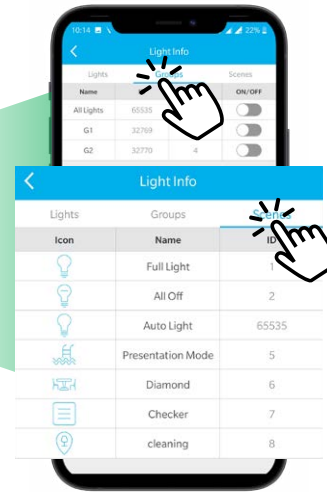 10:14 22%
Light Info
Lights Groups Scenes
Name ON/OFF
All Lights 65535
G1 32769
G2 32770 4
Light Info
Lights Groups Scenes
Icon Name ID
Full Light 1
All Off 2
Auto Light 65535
Presentation Mode 5
Diamond 6
Checker 7
cleaning 8